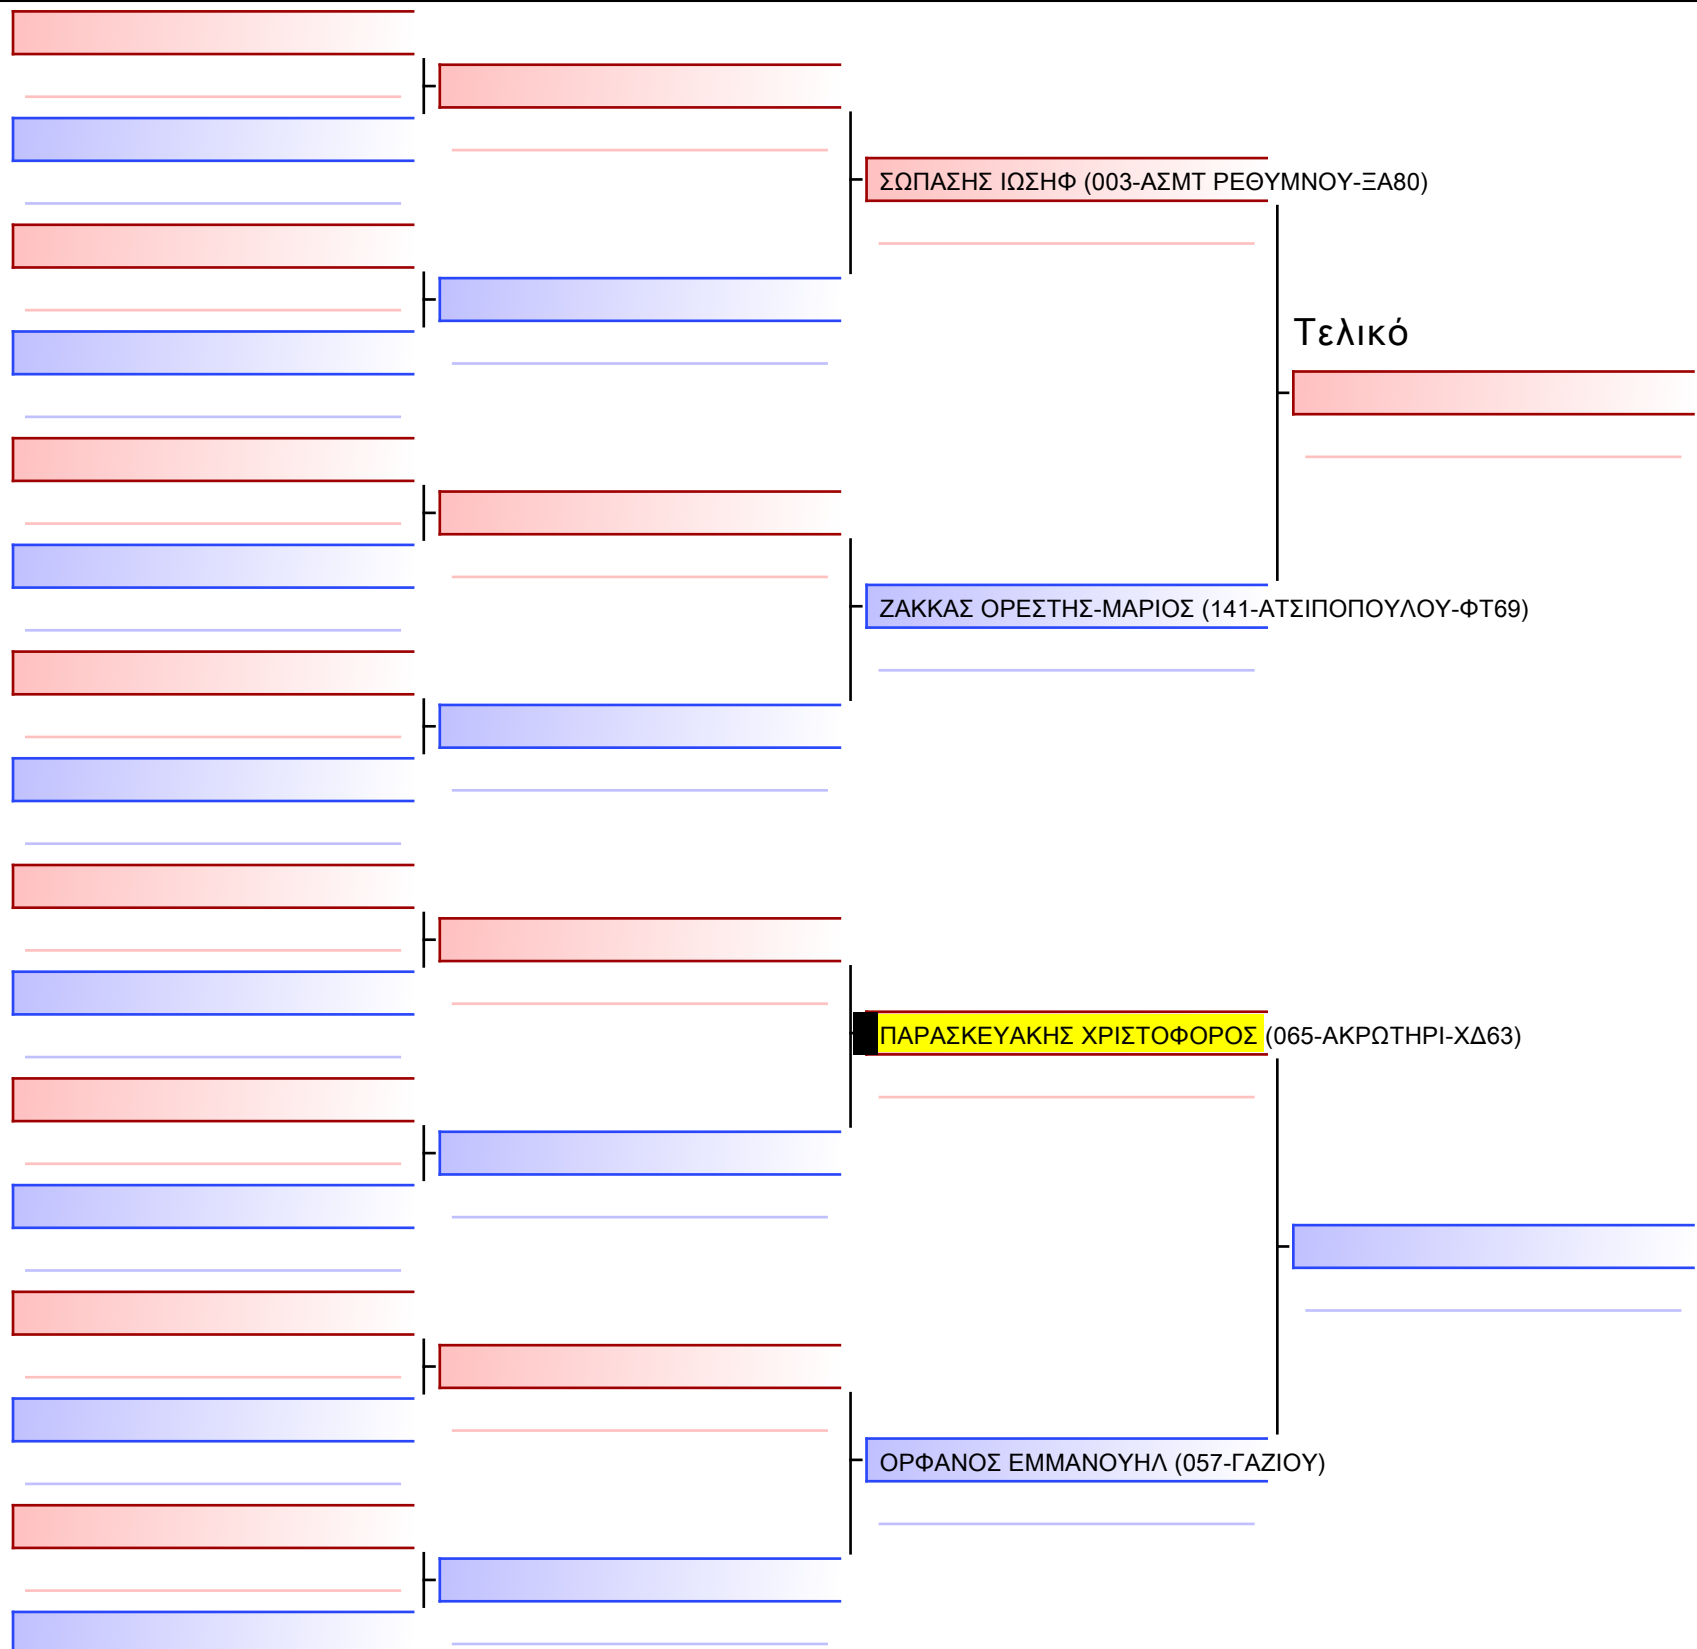 ΣΩΠΑΣΗΣ ΙΩΣΗΦ (003-ΑΣΜΤ ΡΕΘΥΜΝΟΥ-ΞΑ80)
Τελικό
ΖΑΚΚΑΣ ΟΡΕΣΤΗΣ-ΜΑΡΙΟΣ (141-ΑΤΣΙΠΟΠΟΥΛΟΥ-ΦΤ69)
ΠΑΡΑΣΚΕΥΑΚΗΣ ΧΡΙΣΤΟΦΟΡΟΣ (065-ΑΚΡΩΤΗΡΙ-ΧΔ63)
ΟΡΦΑΝΟΣ ΕΜΜΑΝΟΥΗΛ (057-ΓΑΖΙΟΥ)